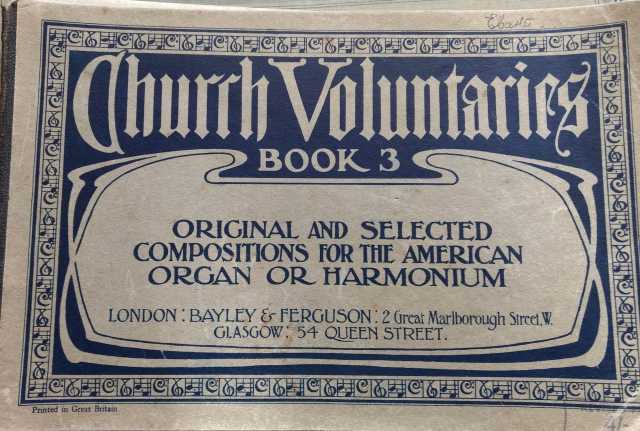 Church Voluntaries
BOOK 3
ORIGINAL AND SELECTED
COMPOSITIONS FOR THE AMERICAN
ORGAN OR HARMONIUM
LONDON: BAYLEY & FERGUSON: 2 Great Marlborough Street, W.
GLASGOW: 54 QUEEN STREET.
Printed in Great Britain
4/-